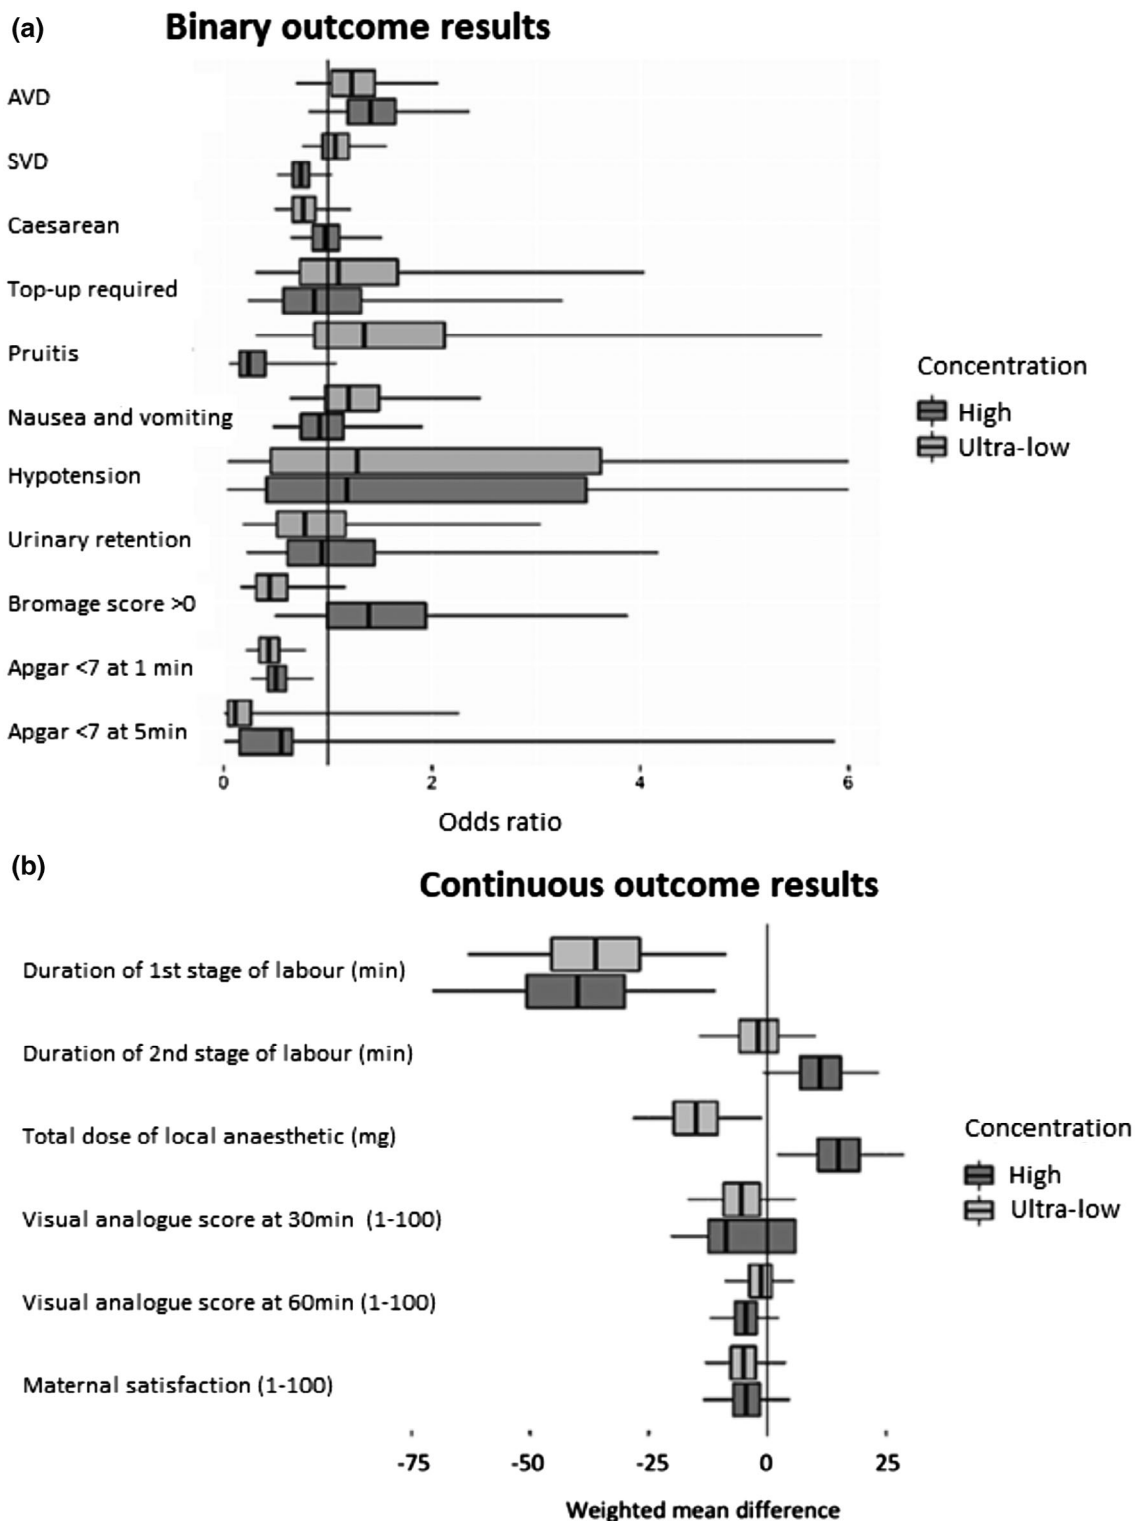 (a)
Binary outcome results
AVD
SVD
Caesarean
Top-up required
Pruitis
Nausea and vomiting
Hypotension
Urinary retention
Bromage score >0
Apgar <7 at 1 min
Apgar <7 at 5min
0 2 4 6
Odds ratio
Concentration
High
Ultra-low
(b)
Continuous outcome results
Duration of 1st stage of labour (min)
Duration of 2nd stage of labour (min)
Total dose of local anaesthetic (mg)
Visual analogue score at 30min (1-100)
Visual analogue score at 60min (1-100)
Maternal satisfaction (1-100)
-75 -50 -25 0 25
Weighted mean difference
Concentration
High
Ultra-low